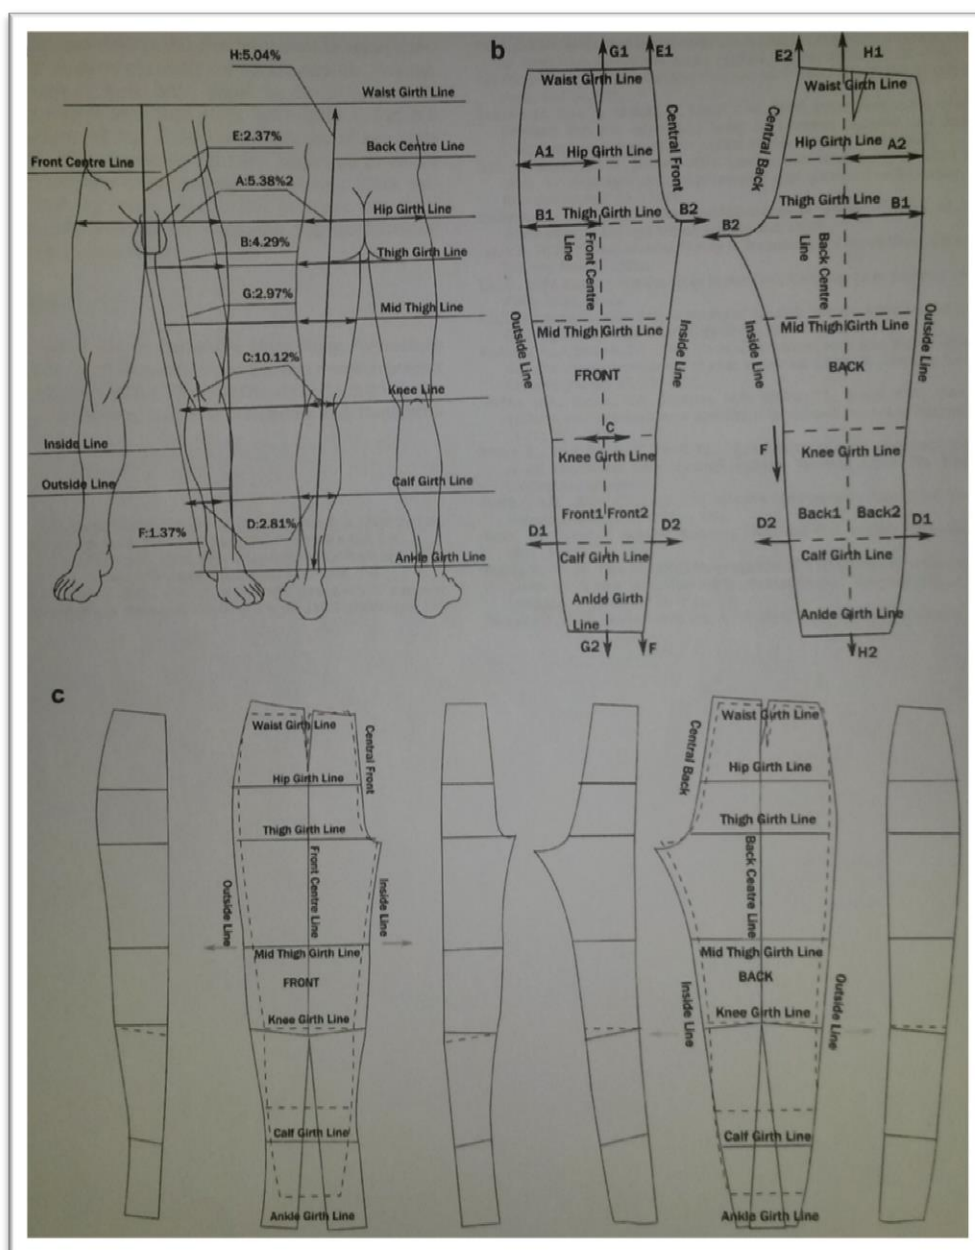 H:5.04%
Waist Girth Line
E:2.37%
Front Centre Line
Back Centre Line
A:5.38%2
Hip Girth Line
B:4.29%
Thigh Girth Line
G:2.97%
Mid Thigh Line
C:10.12%
Knee Line
Inside Line
Outside Line
Calf Girth Line
F:1.37%
D:2.81%
Ankle Girth Line
b
G1
E1
Waist Girth Line
Central Front
A1
Hip Girth Line
B1
Thigh Girth Line
B2
Front Centre
Line
Outside Line
Mid Thigh Girth Line
Inside Line
FRONT
C
Knee Girth Line
Front1
Front2
D1
D2
Calf Girth Line
Anlde Girth
Line
G2
F
E2
H1
Waist Girth Line
Central Back
Hip Girth Line
A2
Thigh Girth Line
B1
B2
Back Centre
Line
Mid Thigh Girth Line
Inside Line
Outside Line
BACK
F
Knee Girth Line
Back1
Back2
D2
D1
Calf Girth Line
Anlde Girth Line
H2
c
Waist Girth Line
Central Front
Hip Girth Line
Thigh Girth Line
Front Centre Line
Outside Line
Inside Line
Mid Thigh Girth Line
FRONT
Knee Girth Line
Calf Girth Line
Ankle Girth Line
Waist Girth Line
Central Back
Hip Girth Line
Thigh Girth Line
Back Ceatre Line
Mid Thigh Girth Line
BACK
Inside Line
Outside Line
Knee Girth Line
Calf Girth Line
Ankle Girth Line